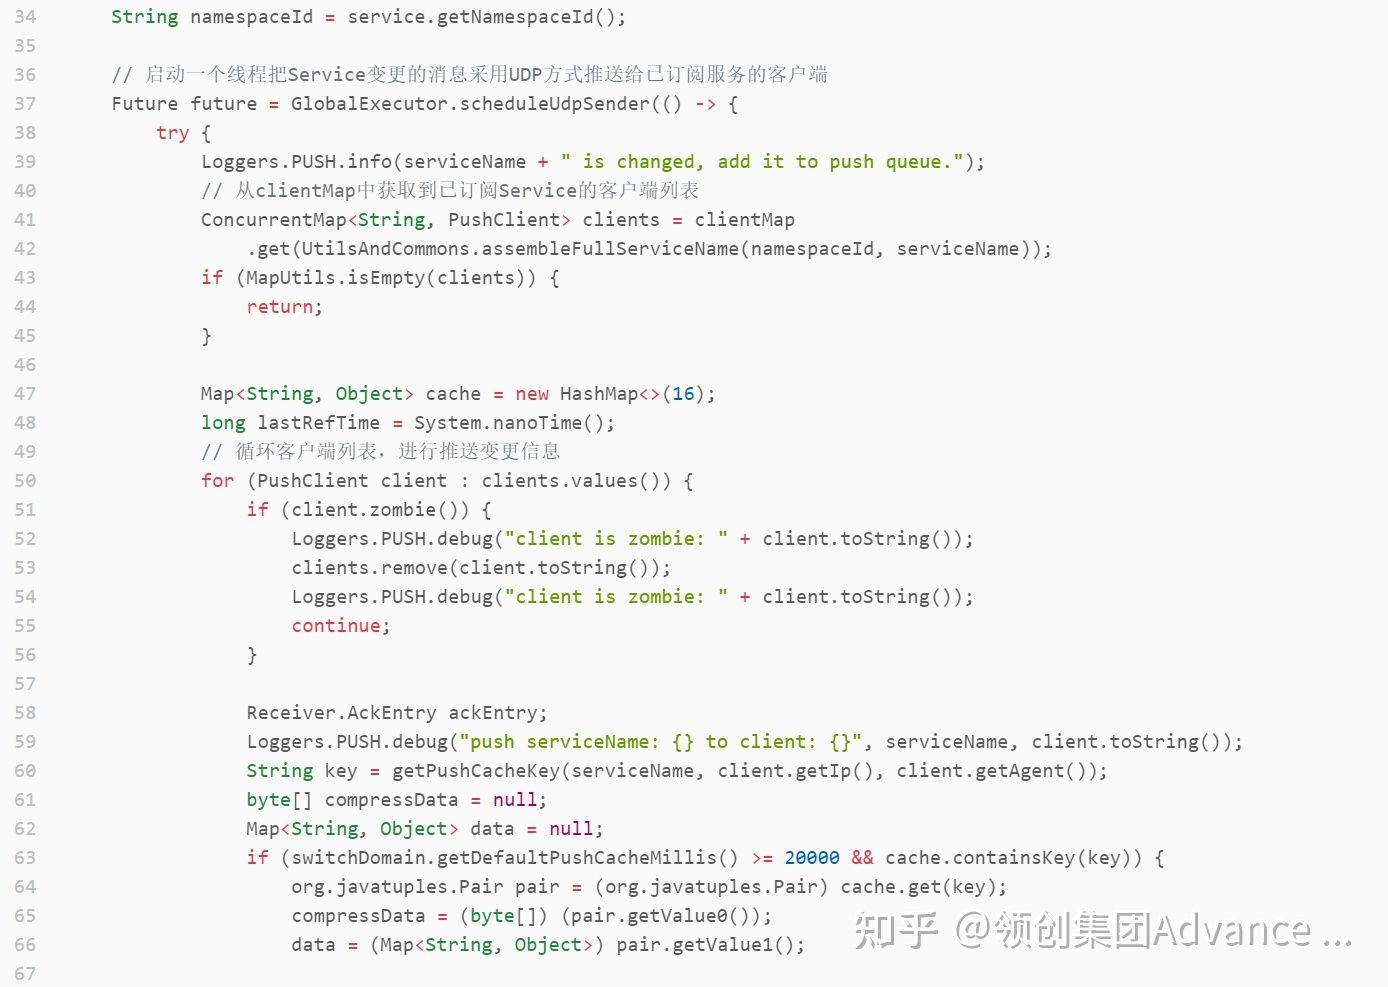 34 String namespaceId = service.getNamespaceId();
35
36 // 启动一个线程把Service变更的消息采用UDP方式推送给已订阅服务的客户端
37 Future future = GlobalExecutor.scheduleUdpSender(() -> {
38 try {
39 Loggers.PUSH.info(serviceName + " is changed, add it to push queue.");
40 // 从clientMap中获取到已订阅Service的客户端列表
41 ConcurrentMap<String, PushClient> clients = clientMap
42 .get(UtilsAndCommons.assembleFullServiceName(namespaceId, serviceName));
43 if (MapUtils.isEmpty(clients)) {
44 return;
45 }
46
47 Map<String, Object> cache = new HashMap<>(16);
48 long lastRefTime = System.nanoTime();
49 // 循环客户端列表，进行推送变更信息
50 for (PushClient client : clients.values()) {
51 if (client.zombie()) {
52 Loggers.PUSH.debug("client is zombie: " + client.toString());
53 clients.remove(client.toString());
54 Loggers.PUSH.debug("client is zombie: " + client.toString());
55 continue;
56 }
57
58 Receiver.AckEntry ackEntry;
59 Loggers.PUSH.debug("push serviceName: {} to client: {}", serviceName, client.toString());
60 String key = getPushCacheKey(serviceName, client.getIp(), client.getAgent());
61 byte[] compressData = null;
62 Map<String, Object> data = null;
63 if (switchDomain.getDefaultPushCacheMillis() >= 20000 && cache.containsKey(key)) {
64 org.javatuples.Pair pair = (org.javatuples.Pair) cache.get(key);
65 compressData = (byte[]) (pair.getValue0());
66 data = (Map<String, Object>) pair.getValue1();
67
知乎 @领创集团Advance ...